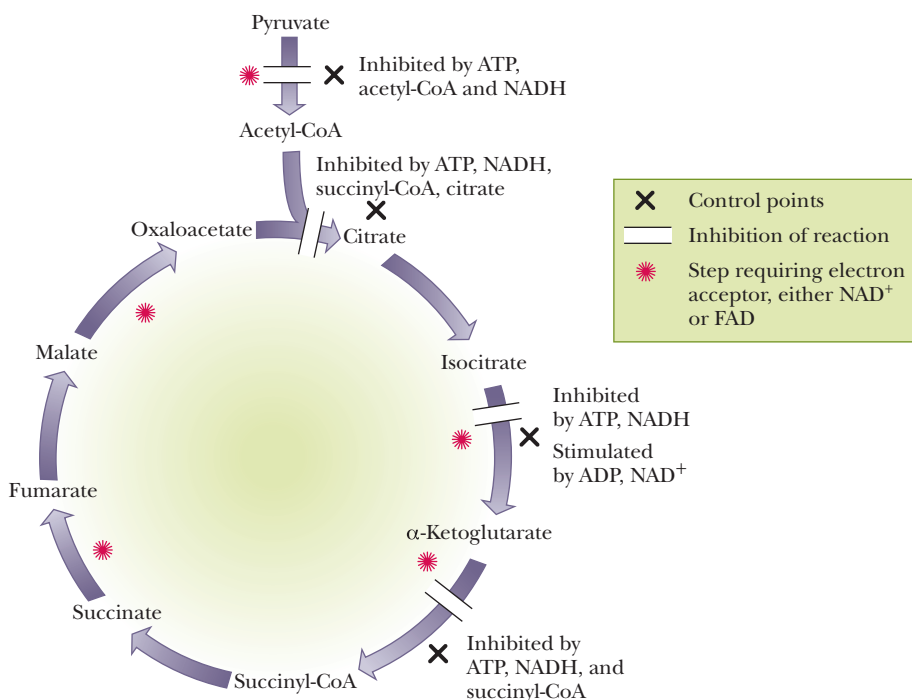 Pyruvate
Inhibited by ATP,
acetyl-CoA and NADH
Acetyl-CoA
Inhibited by ATP, NADH,
succinyl-CoA, citrate
Oxaloacetate
Citrate
Control points
Inhibition of reaction
Step requiring electron
acceptor, either NAD⁺
or FAD
Malate
Isocitrate
Inhibited
by ATP, NADH
Stimulated
by ADP, NAD⁺
Fumarate
α-Ketoglutarate
Succinate
Succinyl-CoA
Inhibited by
ATP, NADH, and
succinyl-CoA